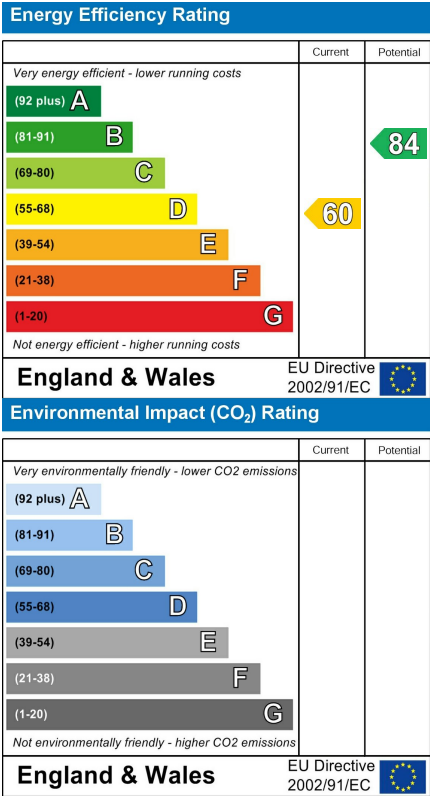 Energy Efficiency Rating
Current Potential
Very energy efficient - lower running costs
(92 plus) A
(81-91) B
84
(69-80) C
(55-68) D
60
(39-54) E
(21-38) F
(1-20) G
Not energy efficient - higher running costs
England & Wales
EU Directive
2002/91/EC
Environmental Impact (CO₂) Rating
Current Potential
Very environmentally friendly - lower CO2 emissions
(92 plus) A
(81-91) B
(69-80) C
(55-68) D
(39-54) E
(21-38) F
(1-20) G
Not environmentally friendly - higher CO2 emissions
England & Wales
EU Directive
2002/91/EC